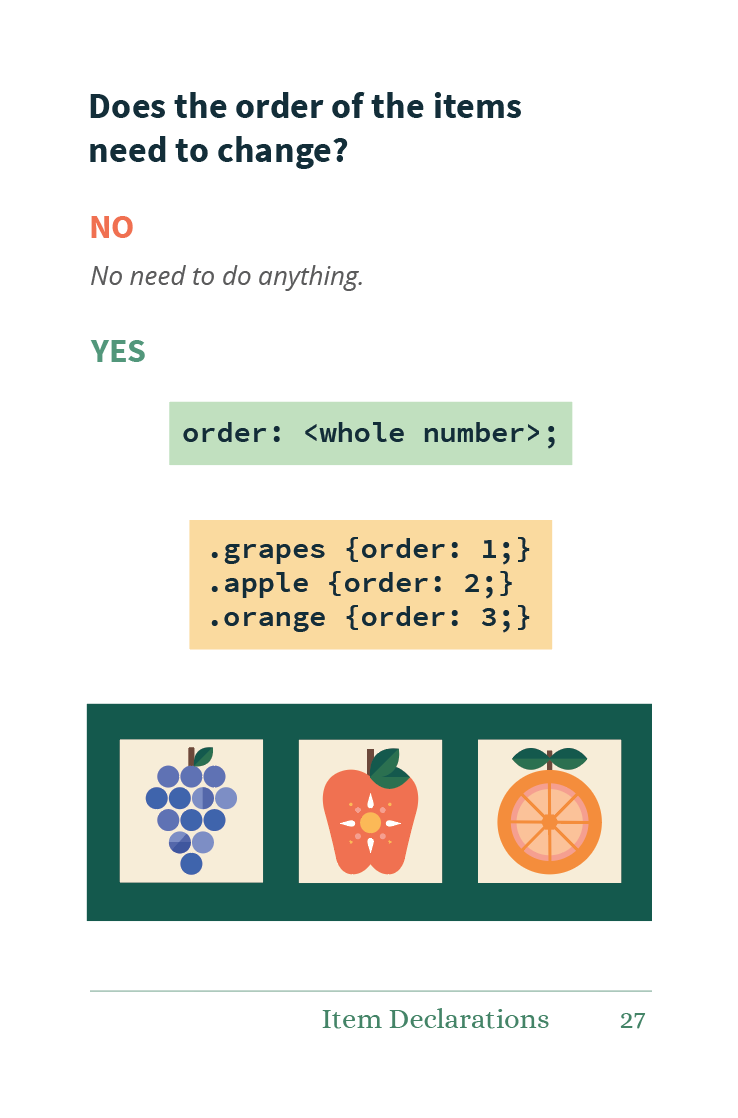 Does the order of the items
need to change?
NO
No need to do anything.
YES
order: <whole number>;
.grapes {order: 1;}
.apple {order: 2;}
.orange {order: 3;}
Item Declarations 27